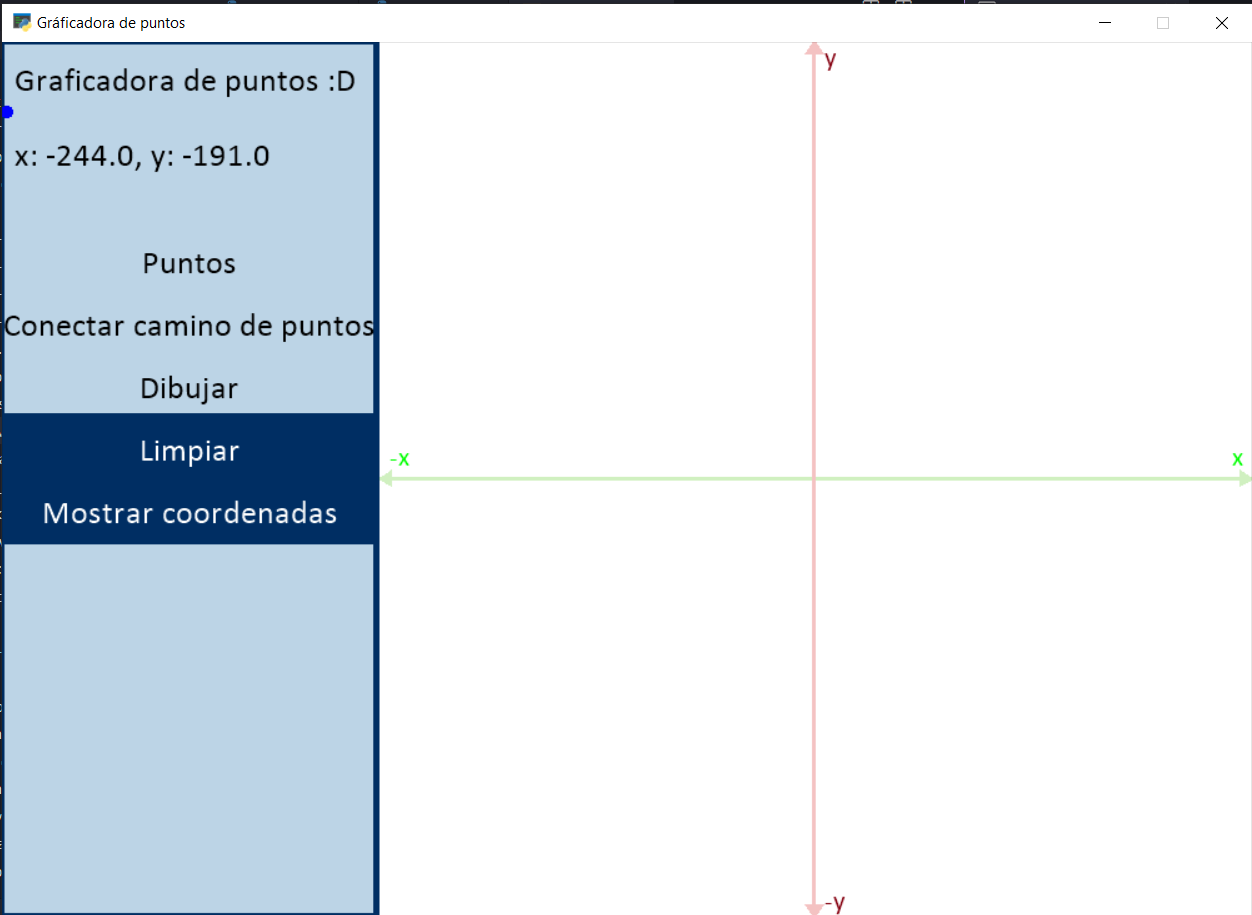 Gráficadora de puntos
Graficadora de puntos :D
x: -244.0, y: -191.0
Puntos
Conectar camino de puntos
Dibujar
Limpiar
Mostrar coordenadas
y
-x
x
-y